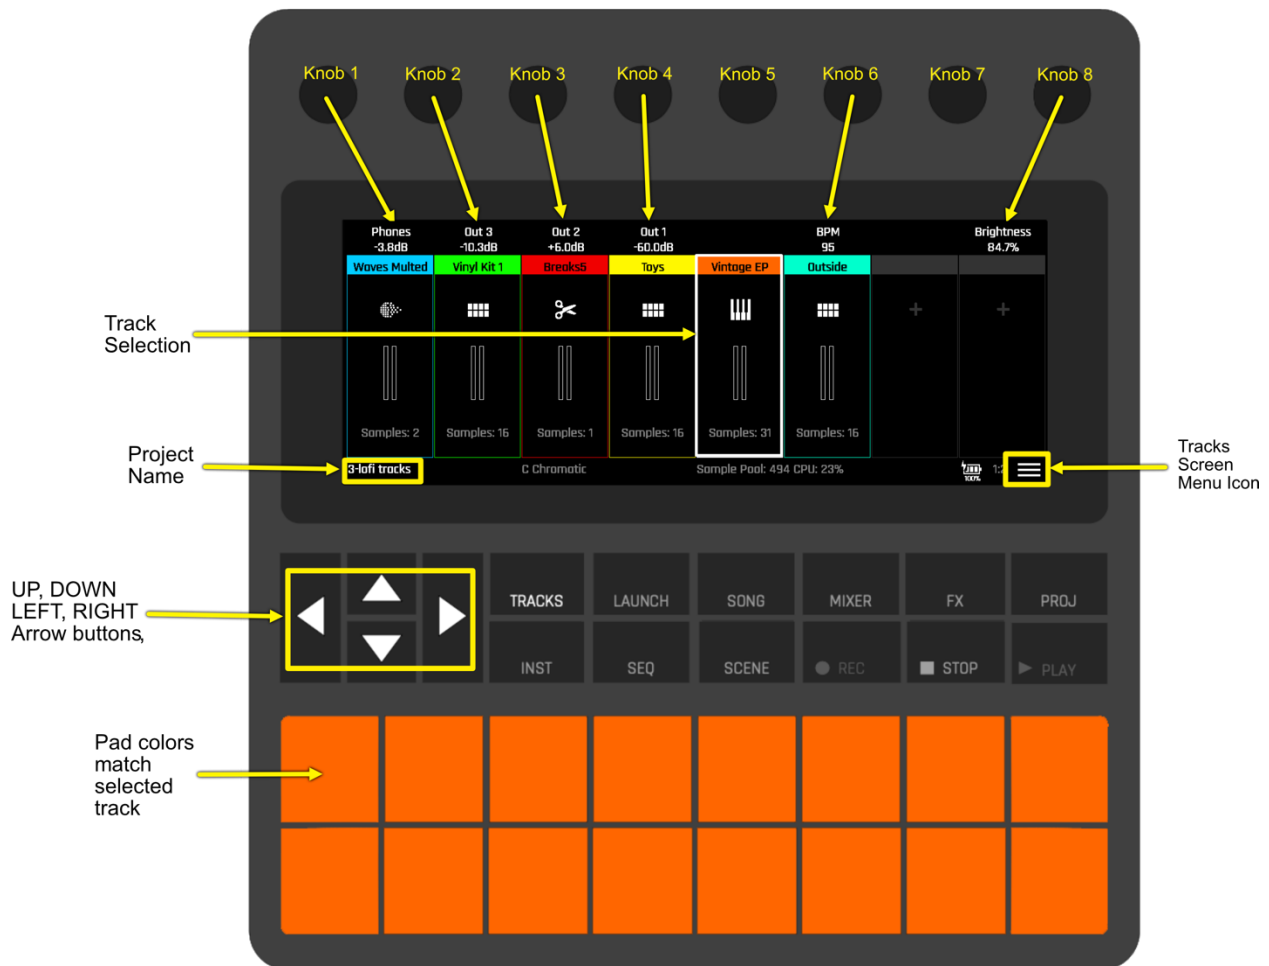 Knob 1 Knob 2 Knob 3 Knob 4 Knob 5 Knob 6 Knob 7 Knob 8
Phones Out 3 Out 2 Out 1 BPM Brightness
-3.8dB -10.3dB +6.0dB -60.0dB 95 84.7%
Waves Multed Vinyl Kit 1 Breaks5 Toys Vintage EP Outside
+ +
Track
Selection
Samples: 2 Samples: 16 Samples: 1 Samples: 16 Samples: 31 Samples: 16
Project
Name
3-lofi tracks C Chromatic Sample Pool: 494 CPU: 23% 100%
Tracks
Screen
Menu Icon
UP, DOWN
LEFT, RIGHT
Arrow buttons,
TRACKS LAUNCH SONG MIXER FX PROJ
INST SEQ SCENE REC STOP PLAY
Pad colors
match
selected
track